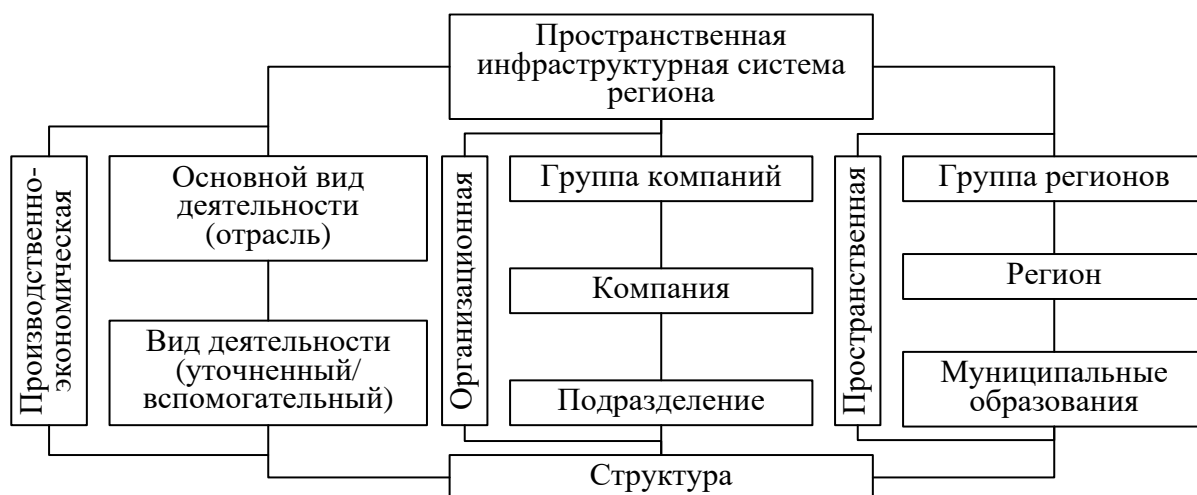 Пространственная
инфраструктурная система
региона
Производственно-
экономическая
Основной вид
деятельности
(отрасль)
Вид деятельности
(уточненный/
вспомогательный)
Организационная
Группа компаний
Компания
Подразделение
Пространственная
Группа регионов
Регион
Муниципальные
образования
Структура